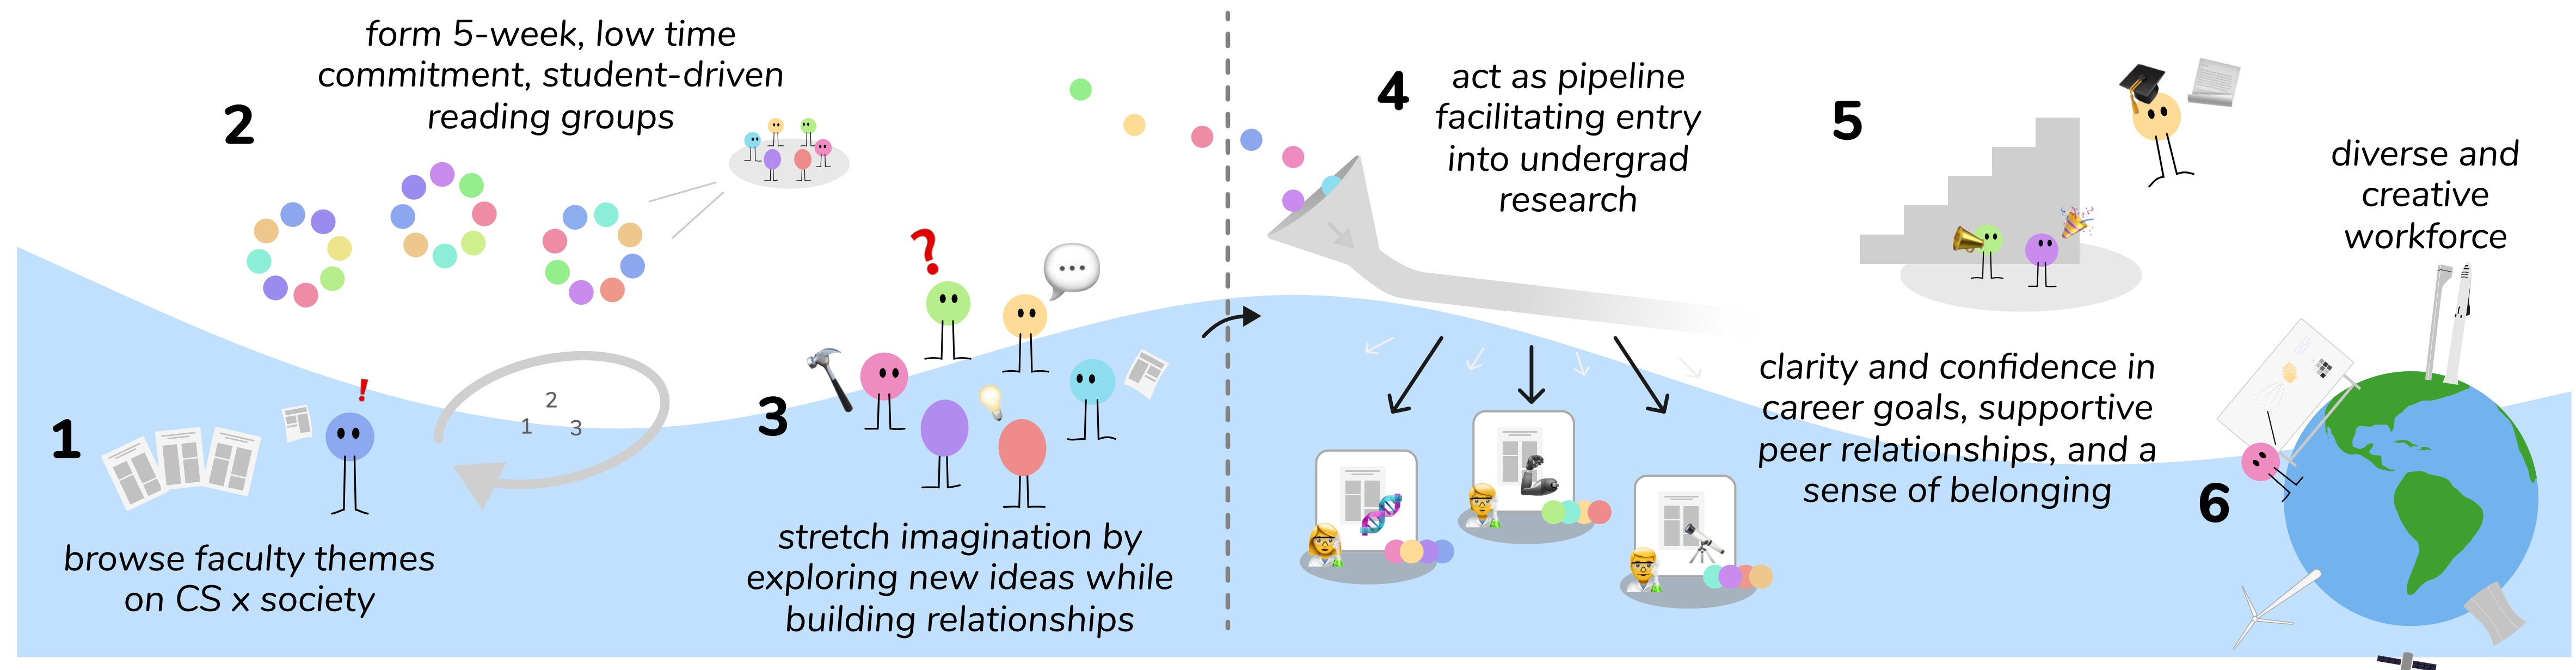 1
browse faculty themes
on CS x society
2
form 5-week, low time
commitment, student-driven
reading groups
2
1 3
3
stretch imagination by
exploring new ideas while
building relationships
4
act as pipeline
facilitating entry
into undergrad
research
5
clarity and confidence in
career goals, supportive
peer relationships, and a
sense of belonging
6
diverse and
creative
workforce